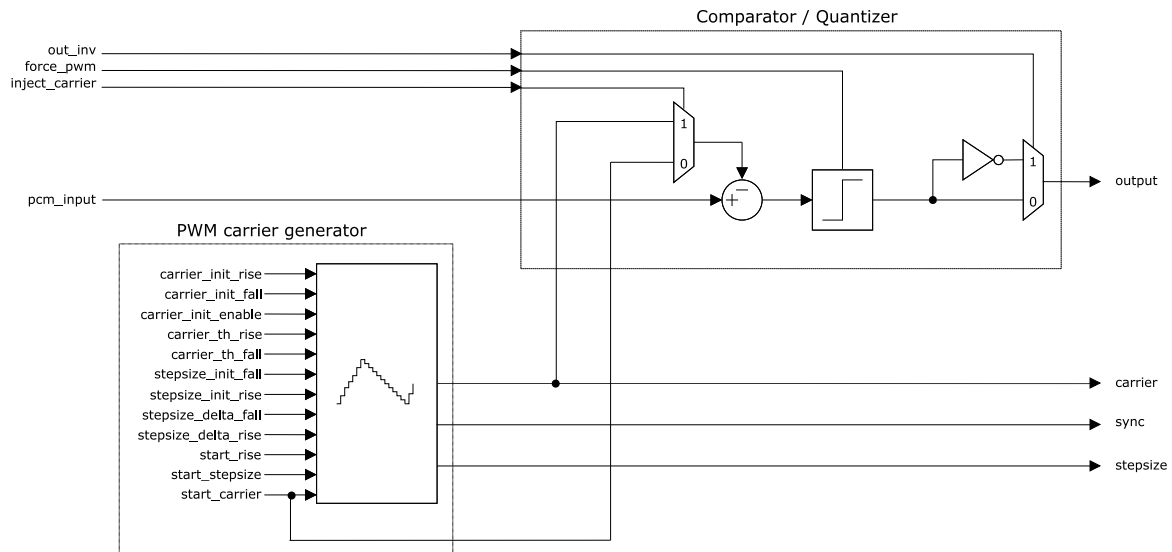 Comparator / Quantizer
out_inv
force_pwm
inject_carrier
1
0
1
0
output
pcm_input
+
−
PWM carrier generator
carrier_init_rise
carrier_init_fall
carrier_init_enable
carrier_th_rise
carrier_th_fall
stepsize_init_fall
stepsize_init_rise
stepsize_delta_fall
stepsize_delta_rise
start_rise
start_stepsize
start_carrier
carrier
sync
stepsize